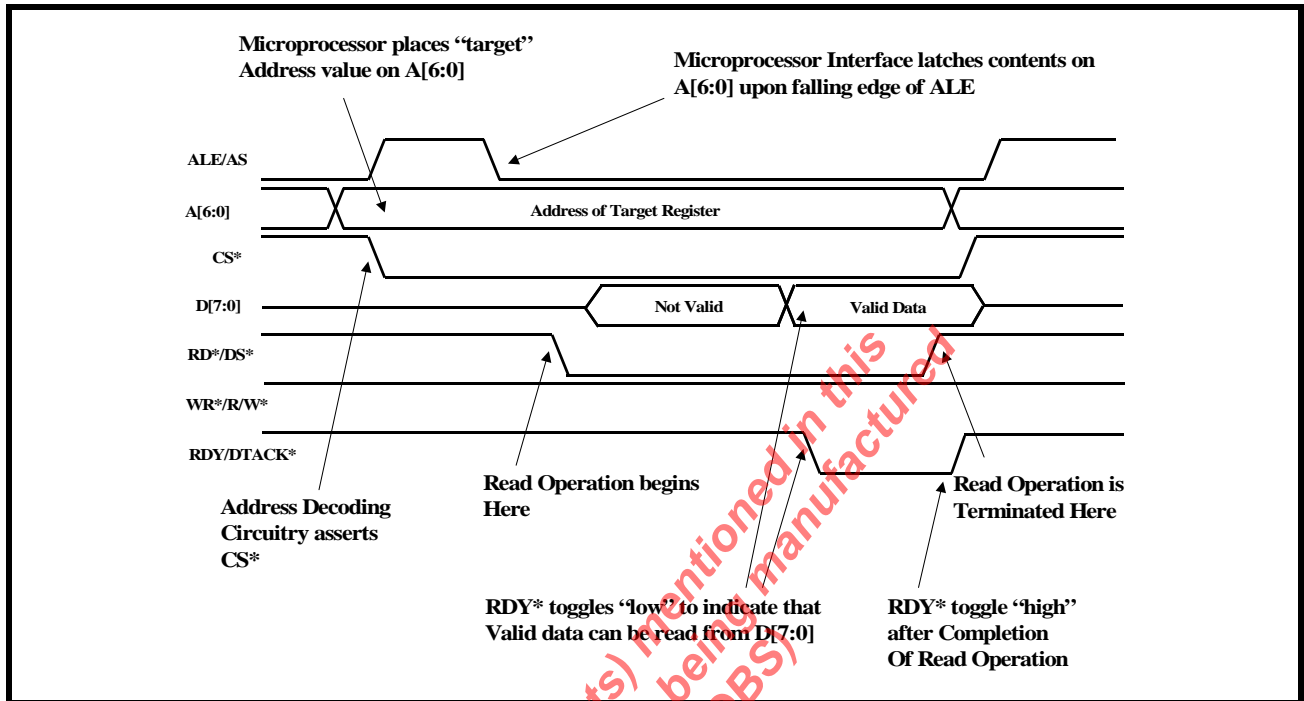 Microprocessor places “target”
Address value on A[6:0]
Microprocessor Interface latches contents on
A[6:0] upon falling edge of ALE
ALE/AS
A[6:0]
Address of Target Register
CS*
D[7:0]
Not Valid
Valid Data
RD*/DS*
WR*/R/W*
RDY/DTACK*
Read Operation begins
Here
Read Operation is
Terminated Here
Address Decoding
Circuitry asserts
CS*
RDY* toggles “low” to indicate that
Valid data can be read from D[7:0]
RDY* toggle “high”
after Completion
Of Read Operation
ts) mentioned in this
being manufactured
OBS)